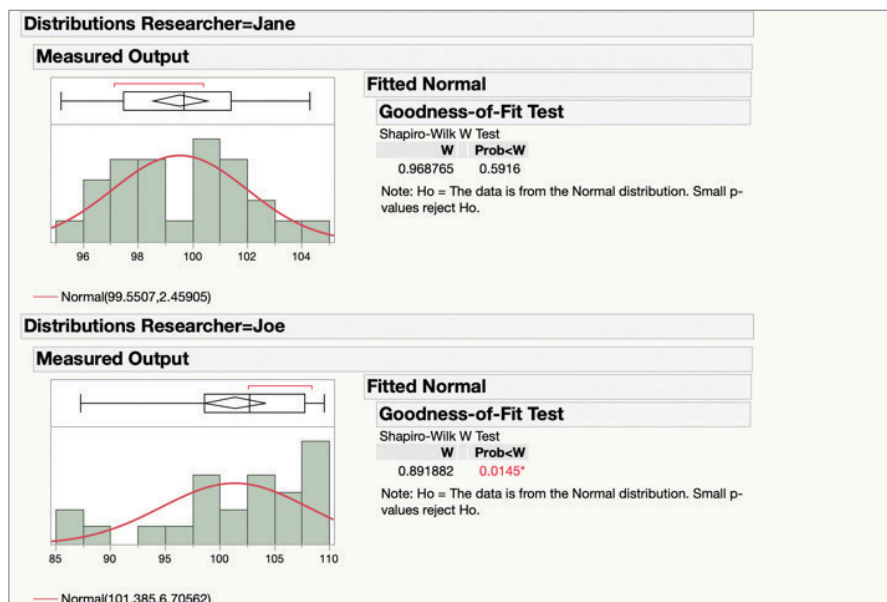 Distributions Researcher=Jane
Measured Output
96 98 100 102 104
Normal(99.5507,2.45905)
Fitted Normal
Goodness-of-Fit Test
Shapiro-Wilk W Test
W Prob<W
0.968765 0.5916
Note: Ho = The data is from the Normal distribution. Small p-
values reject Ho.
Distributions Researcher=Joe
Measured Output
85 90 95 100 105 110
Normal(101.385,6.70562)
Fitted Normal
Goodness-of-Fit Test
Shapiro-Wilk W Test
W Prob<W
0.891882 0.0145*
Note: Ho = The data is from the Normal distribution. Small p-
values reject Ho.